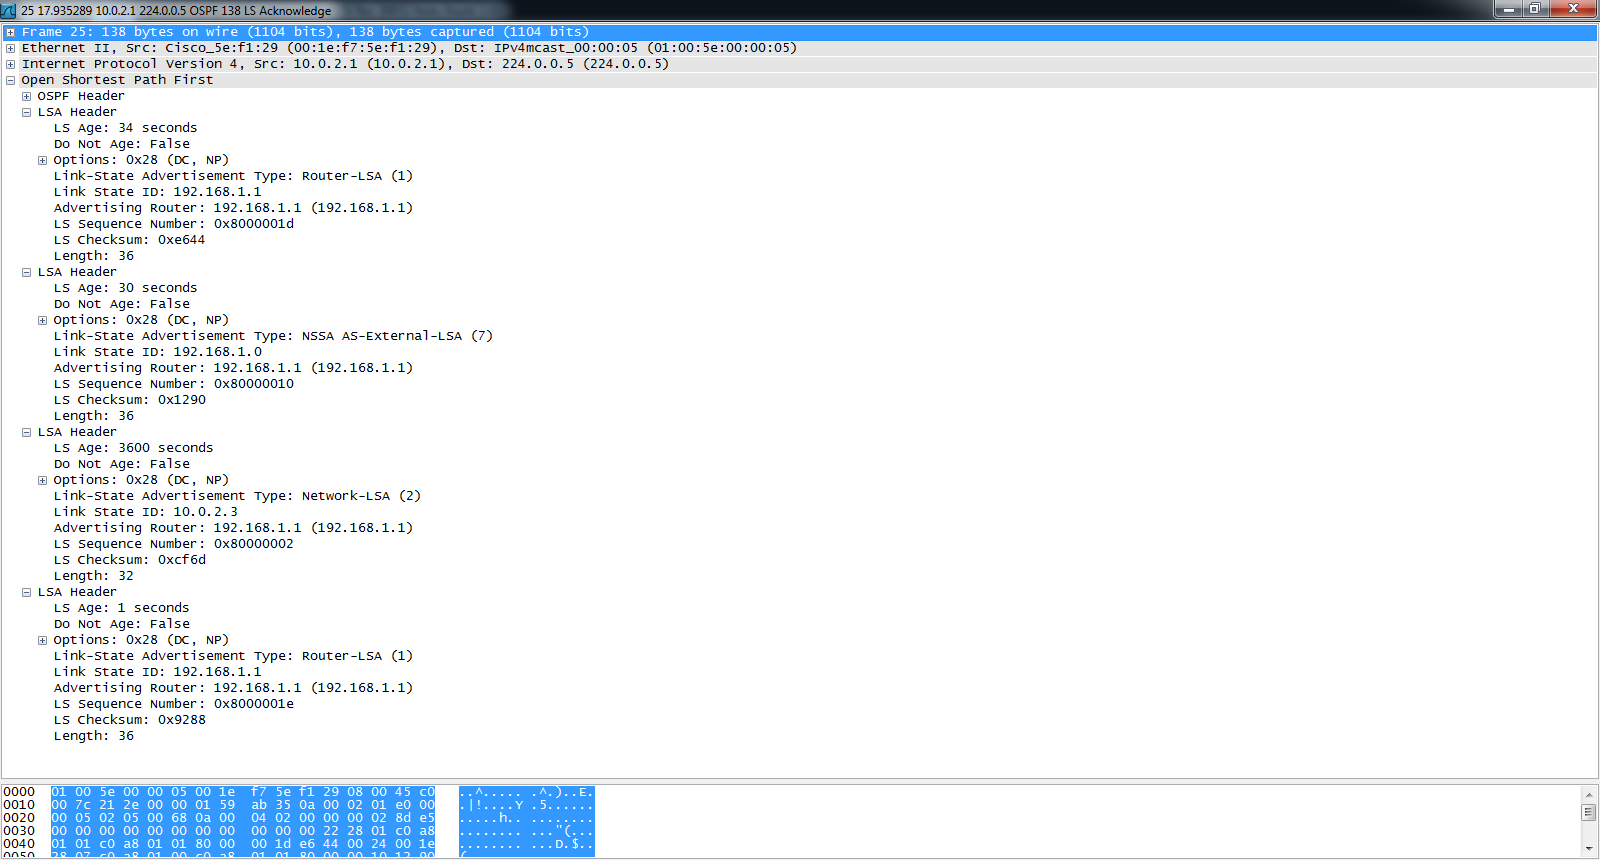 25 17.935289 10.0.2.1 224.0.0.5 OSPF 138 LS Acknowledge
Frame 25: 138 bytes on wire (1104 bits), 138 bytes captured (1104 bits)
Ethernet II, Src: Cisco_5e:f1:29 (00:1e:f7:5e:f1:29), Dst: IPv4mcast_00:00:05 (01:00:5e:00:00:05)
Internet Protocol Version 4, Src: 10.0.2.1 (10.0.2.1), Dst: 224.0.0.5 (224.0.0.5)
Open Shortest Path First
OSPF Header
LSA Header
LS Age: 34 seconds
Do Not Age: False
Options: 0x28 (DC, NP)
Link-State Advertisement Type: Router-LSA (1)
Link State ID: 192.168.1.1
Advertising Router: 192.168.1.1 (192.168.1.1)
LS Sequence Number: 0x8000001d
LS Checksum: 0xe644
Length: 36
LSA Header
LS Age: 30 seconds
Do Not Age: False
Options: 0x28 (DC, NP)
Link-State Advertisement Type: NSSA AS-External-LSA (7)
Link State ID: 192.168.1.0
Advertising Router: 192.168.1.1 (192.168.1.1)
LS Sequence Number: 0x80000010
LS Checksum: 0x1290
Length: 36
LSA Header
LS Age: 3600 seconds
Do Not Age: False
Options: 0x28 (DC, NP)
Link-State Advertisement Type: Network-LSA (2)
Link State ID: 10.0.2.3
Advertising Router: 192.168.1.1 (192.168.1.1)
LS Sequence Number: 0x80000002
LS Checksum: 0xcf6d
Length: 32
LSA Header
LS Age: 1 seconds
Do Not Age: False
Options: 0x28 (DC, NP)
Link-State Advertisement Type: Router-LSA (1)
Link State ID: 192.168.1.1
Advertising Router: 192.168.1.1 (192.168.1.1)
LS Sequence Number: 0x8000001e
LS Checksum: 0x9288
Length: 36
0000 01 00 5e 00 00 05 00 1e f7 5e f1 29 08 00 45 c0 ..^..... .^.)..E.
0010 00 7c 21 2e 00 00 01 59 ab 35 0a 00 02 01 e0 00 .|!....Y .5......
0020 00 05 02 05 00 68 0a 00 04 02 00 00 00 02 8d e5 .....h.. ........
0030 00 00 00 00 00 00 00 00 00 00 00 22 28 01 c0 a8 ........ ..."(...
0040 01 01 c0 a8 01 01 80 00 00 1d e6 44 00 24 00 1e ........ ...D.$..
0050 28 07 c0 a8 01 00 c0 a8 01 01 80 00 00 10 12 90